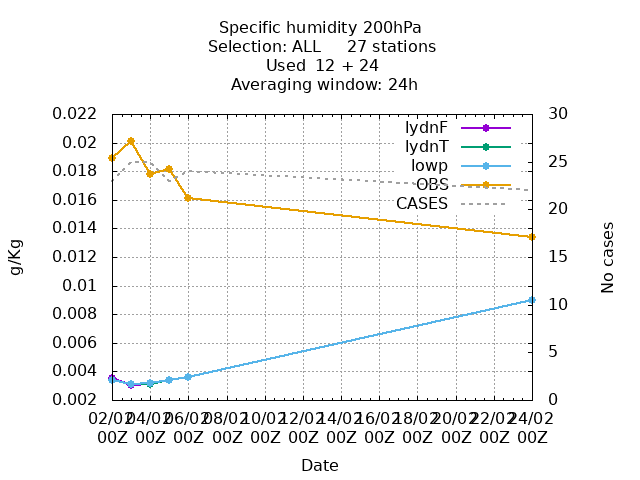 Specific humidity 200hPa
Selection: ALL     27 stations
Used  12 + 24
Averaging window: 24h
0.022
0.02
0.018
0.016
0.014
0.012
0.01
0.008
0.006
0.004
0.002
g/Kg
lydnF
lydnT
lowp
OBS
CASES
30
25
20
15
10
5
0
No cases
02/02 04/02 06/02 08/02 10/02 12/02 14/02 16/02 18/02 20/02 22/02 24/02
00Z 00Z 00Z 00Z 00Z 00Z 00Z 00Z 00Z 00Z 00Z 00Z
Date